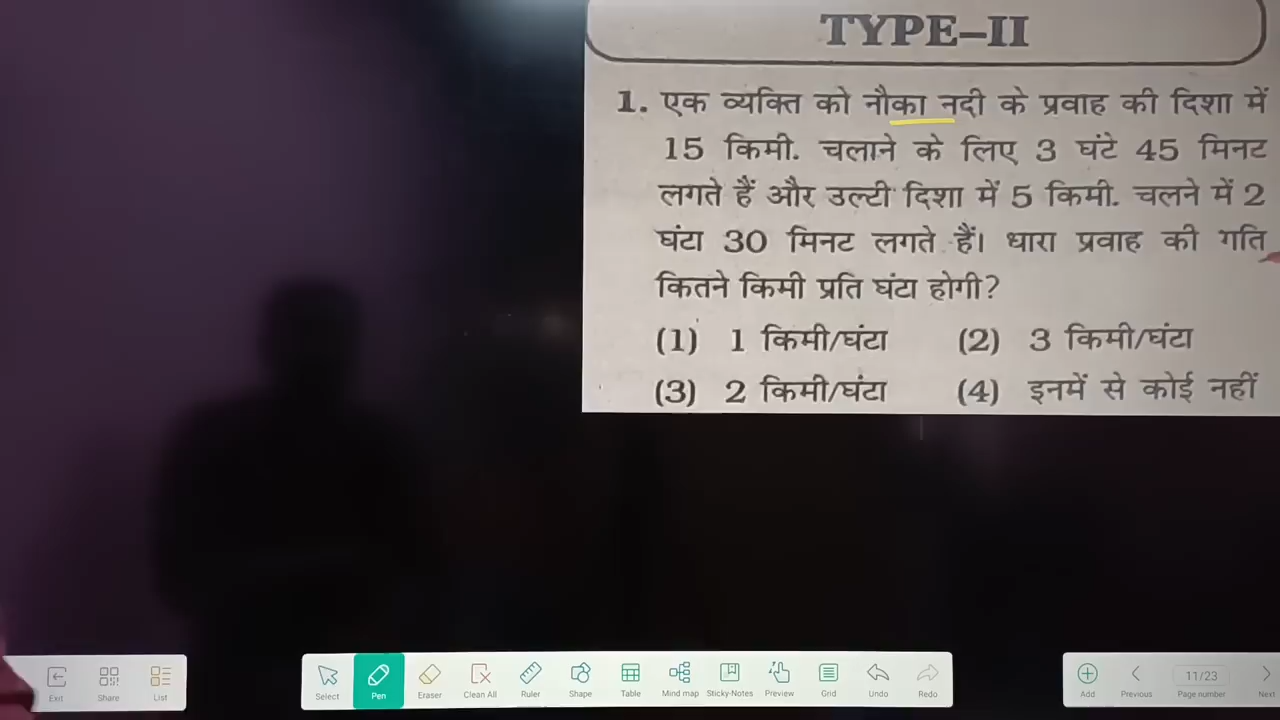 TYPE–II
1. एक व्यक्ति को नौका नदी के प्रवाह की दिशा में
15 किमी. चलाने के लिए 3 घंटे 45 मिनट
लगते हैं और उल्टी दिशा में 5 किमी. चलने में 2
घंटा 30 मिनट लगते हैं। धारा प्रवाह की गति
कितने किमी प्रति घंटा होगी?
(1) 1 किमी/घंटा (2) 3 किमी/घंटा
(3) 2 किमी/घंटा (4) इनमें से कोई नहीं
Exit Share List Select Pen Eraser Clean All Ruler Shape Table Mind map Sticky-Notes Preview Grid Undo Redo Add Previous 11/23 Page number Next